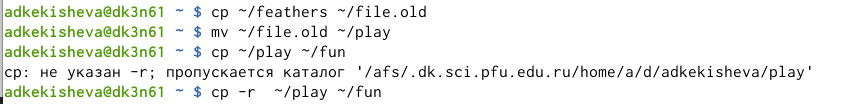 adkekisheva@dk3n61 ~ $ cp ~/feathers ~/file.old
adkekisheva@dk3n61 ~ $ mv ~/file.old ~/play
adkekisheva@dk3n61 ~ $ cp ~/play ~/fun
cp: не указан -r; пропускается каталог '/afs/.dk.sci.pfu.edu.ru/home/a/d/adkekisheva/play'
adkekisheva@dk3n61 ~ $ cp -r  ~/play ~/fun